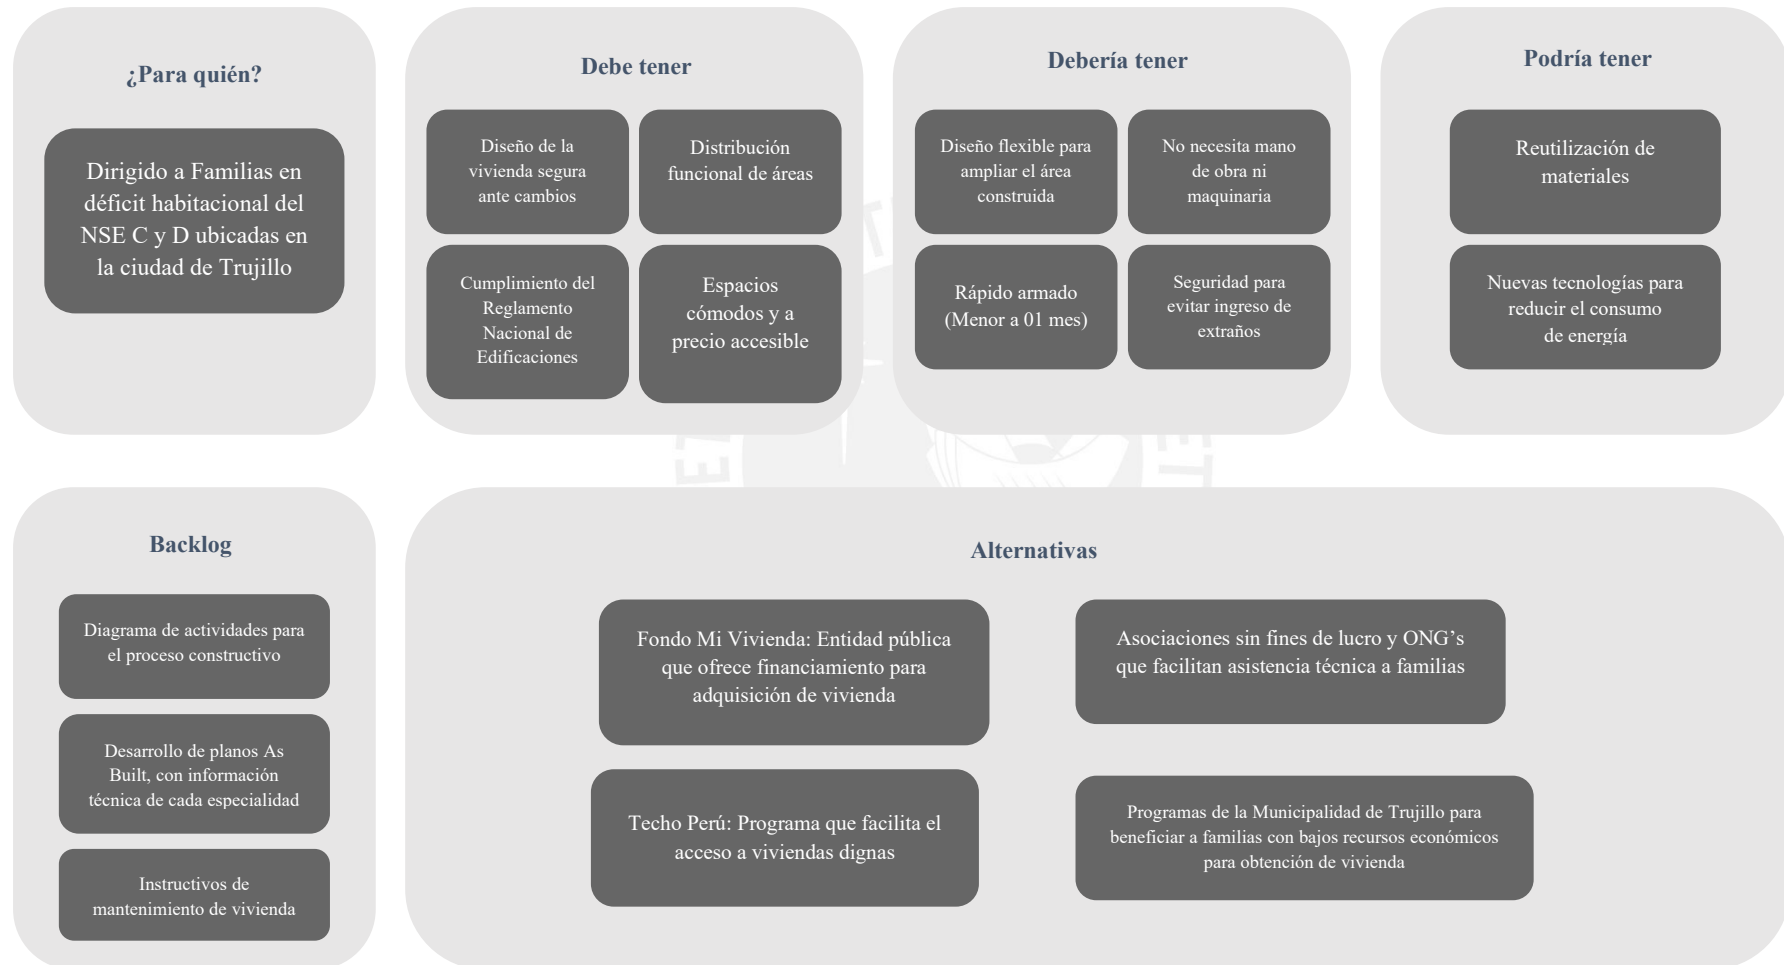 ¿Para quién?
Dirigido a Familias en
déficit habitacional del
NSE C y D ubicadas en
la ciudad de Trujillo
Debe tener
Diseño de la
vivienda segura
ante cambios
Distribución
funcional de áreas
Cumplimiento del
Reglamento
Nacional de
Edificaciones
Espacios
cómodos y a
precio accesible
Debería tener
Diseño flexible para
ampliar el área
construida
No necesita mano
de obra ni
maquinaria
Rápido armado
(Menor a 01 mes)
Seguridad para
evitar ingreso de
extraños
Podría tener
Reutilización de
materiales
Nuevas tecnologías para
reducir el consumo
de energía
Backlog
Diagrama de actividades para
el proceso constructivo
Desarrollo de planos As
Built, con información
técnica de cada especialidad
Instructivos de
mantenimiento de vivienda
Alternativas
Fondo Mi Vivienda: Entidad pública
que ofrece financiamiento para
adquisición de vivienda
Asociaciones sin fines de lucro y ONG’s
que facilitan asistencia técnica a familias
Techo Perú: Programa que facilita el
acceso a viviendas dignas
Programas de la Municipalidad de Trujillo para
beneficiar a familias con bajos recursos económicos
para obtención de vivienda